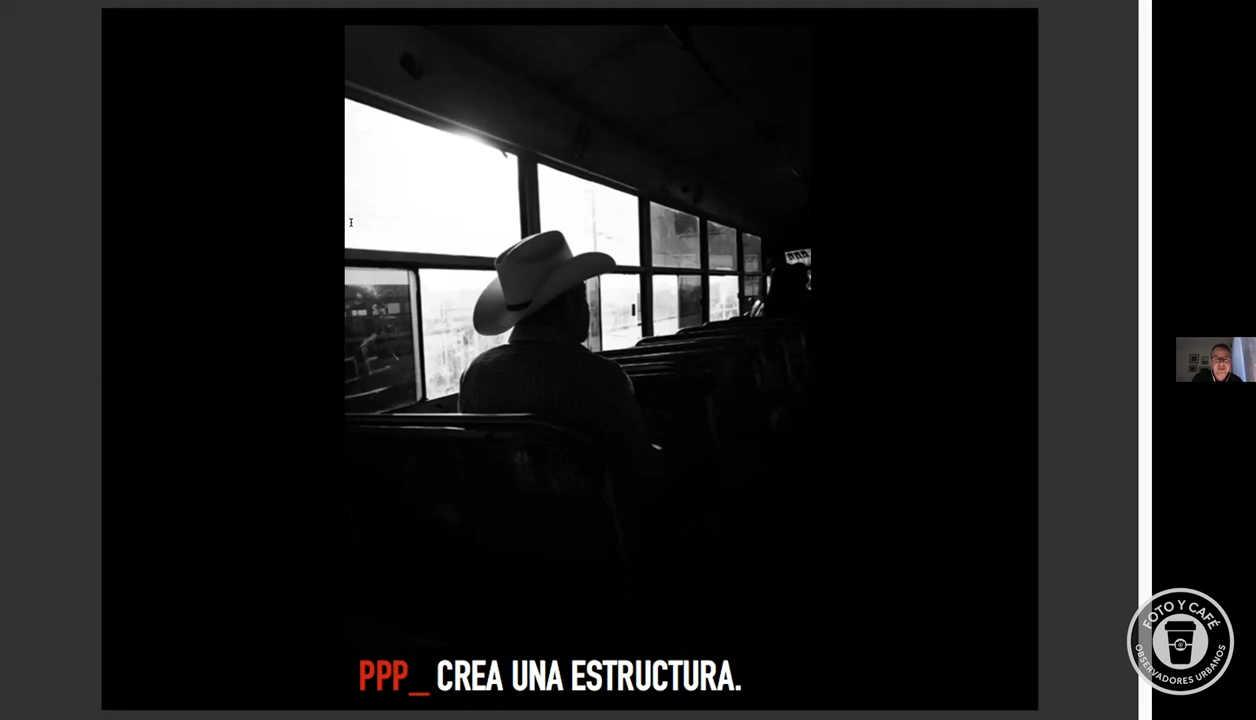 PPP_ CREA UNA ESTRUCTURA.
FOTO Y CAFÉ
OBSERVADORES URBANOS